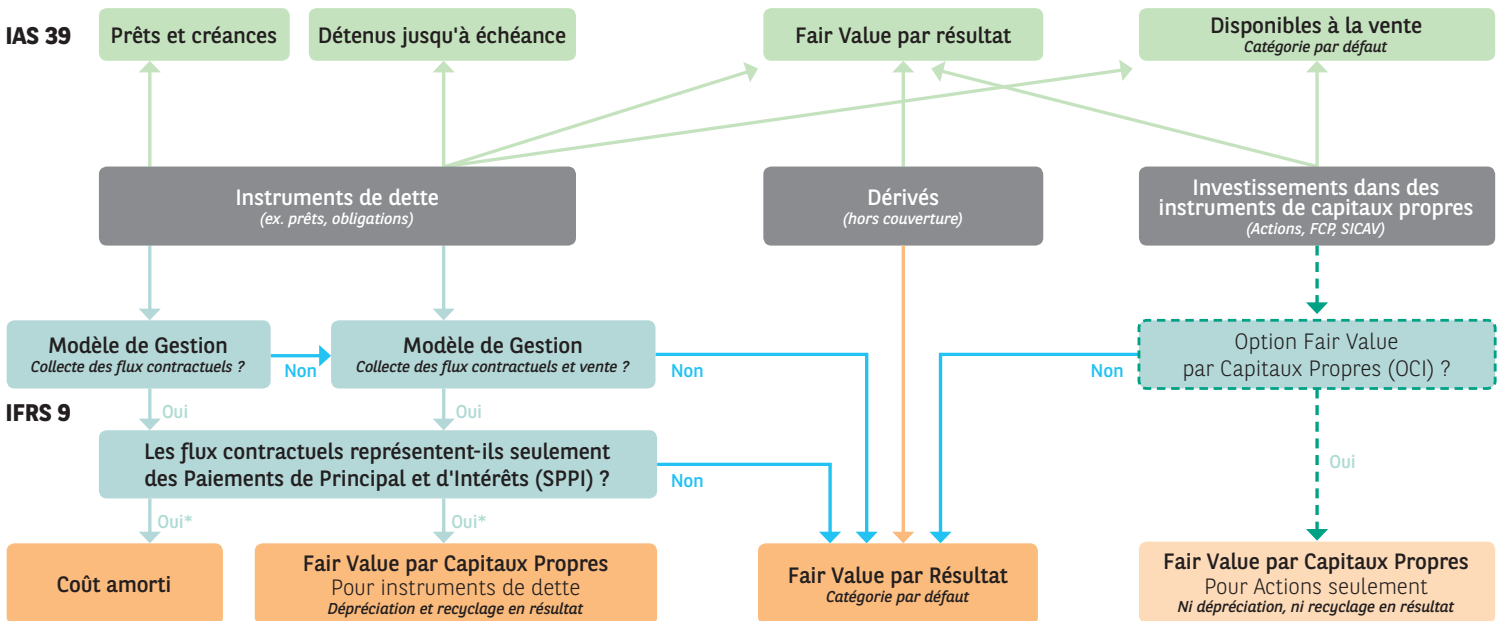 IAS 39
Prêts et créances
Détenus jusqu'à échéance
Fair Value par résultat
Disponibles à la vente
Catégorie par défaut
Instruments de dette
(ex. prêts, obligations)
Dérivés
(hors couverture)
Investissements dans des
instruments de capitaux propres
(Actions, FCP, SICAV)
Modèle de Gestion
Collecte des flux contractuels ?
Non
Modèle de Gestion
Collecte des flux contractuels et vente ?
Non
Non
Option Fair Value
par Capitaux Propres (OCI) ?
IFRS 9
Oui
Oui
Les flux contractuels représentent-ils seulement
des Paiements de Principal et d'Intérêts (SPPI) ?
Non
Oui
Oui*
Oui*
Coût amorti
Fair Value par Capitaux Propres
Pour instruments de dette
Dépréciation et recyclage en résultat
Fair Value par Résultat
Catégorie par défaut
Fair Value par Capitaux Propres
Pour Actions seulement
Ni dépréciation, ni recyclage en résultat